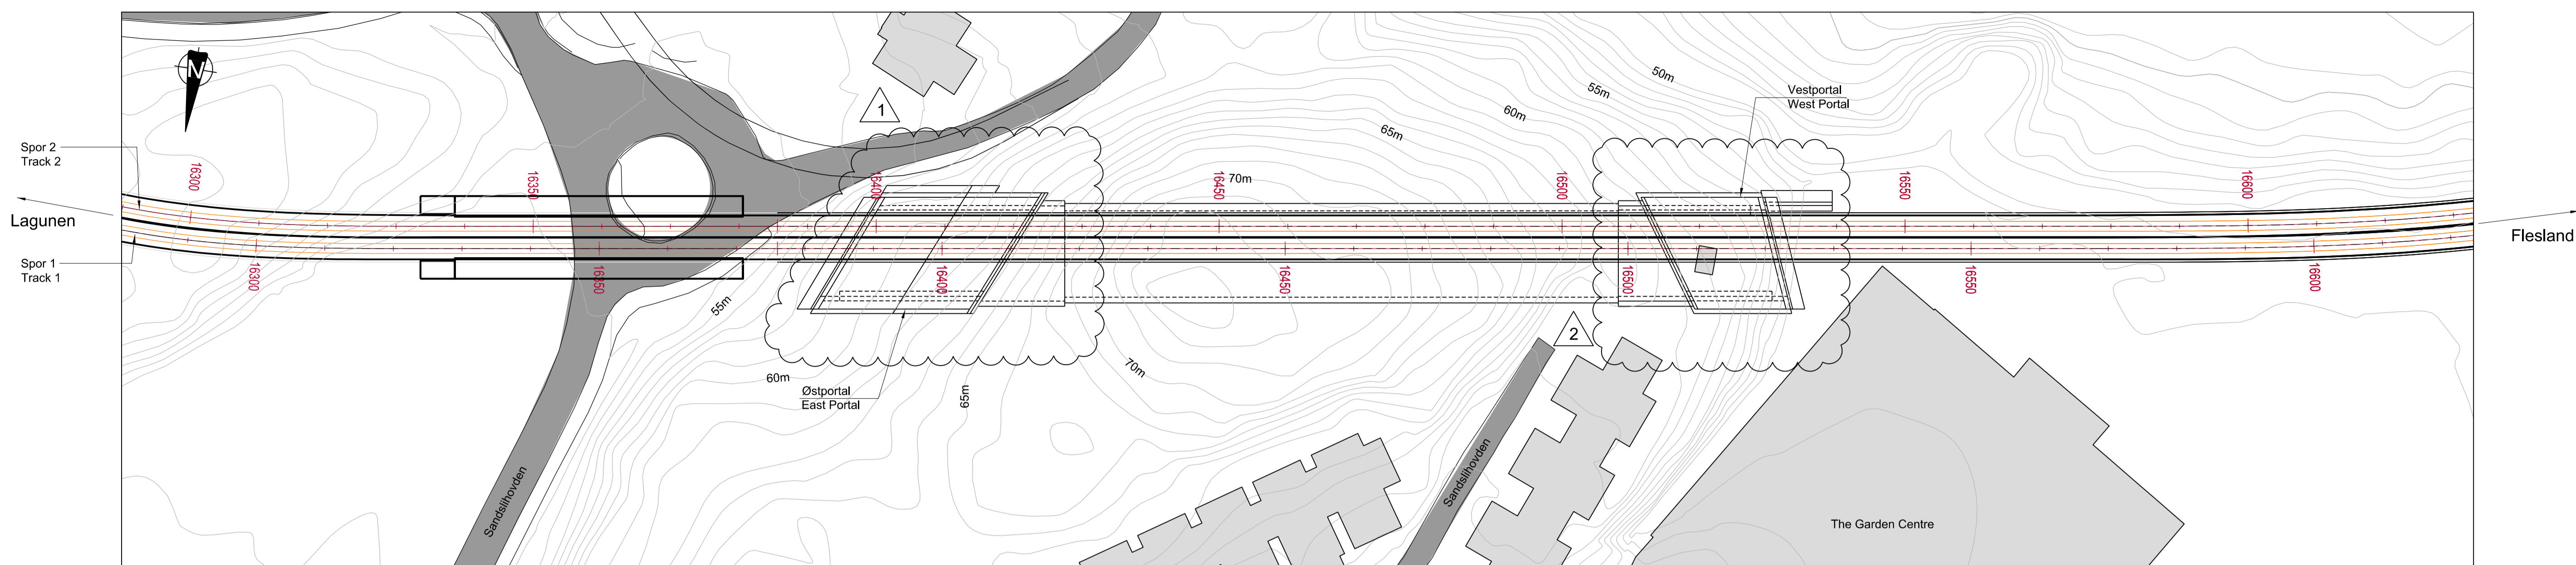 N
1
50m
55m
60m
65m
Vestportal
West Portal
Spor 2
Track 2
16300
16350
16400
16450
70m
16500
16550
16600
Lagunen
Flesland
Spor 1
Track 1
16300
16350
16400
16450
16500
16550
16600
55m
2
60m
65m
70m
Østportal
East Portal
Sandslihovden
Sandslihovden
The Garden Centre